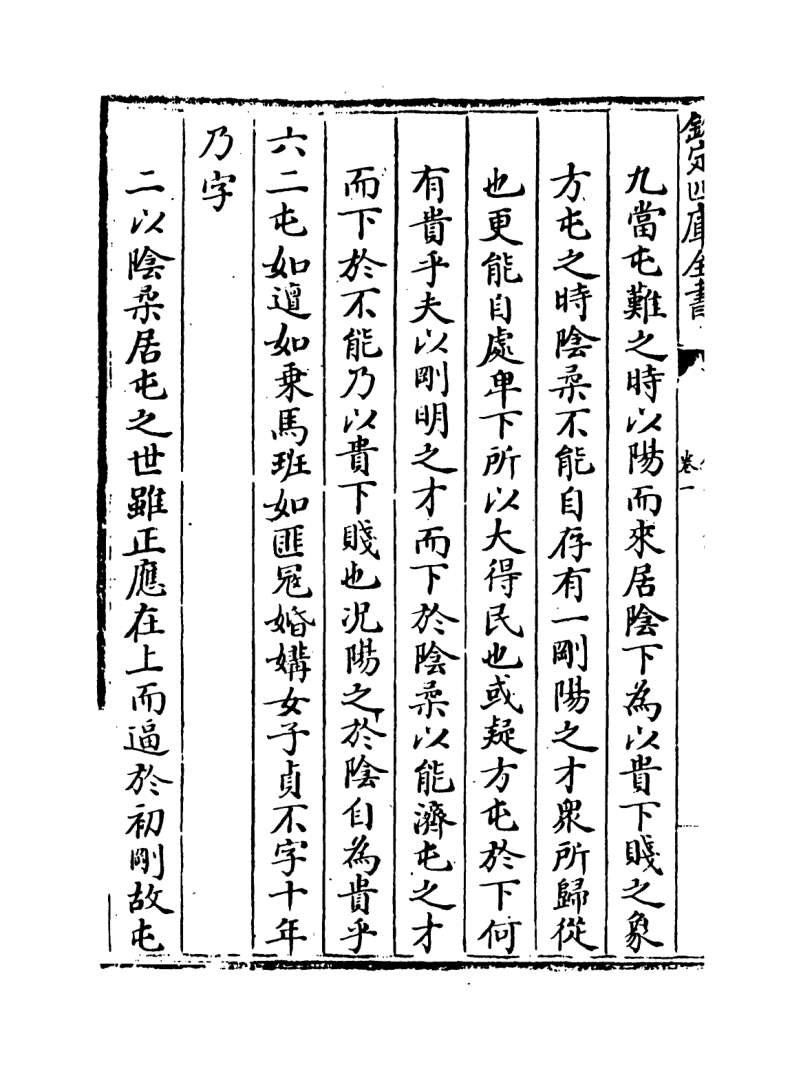 欽定四庫全書
卷一
九當屯難之時以陽而來居陰下為以貴下賤之象
方屯之時陰柔不能自存有一剛陽之才衆所歸從
也更能自處卑下所以大得民也或疑方屯於下何
有貴乎夫以剛明之才而下於陰柔以能濟屯之才
而下於不能乃以貴下賤也况陽之於陰自為貴乎
六二屯如邅如乗馬班如匪冦婚媾女子貞不字十年
乃字
二以陰柔居屯之世雖正應在上而逼於初剛故屯